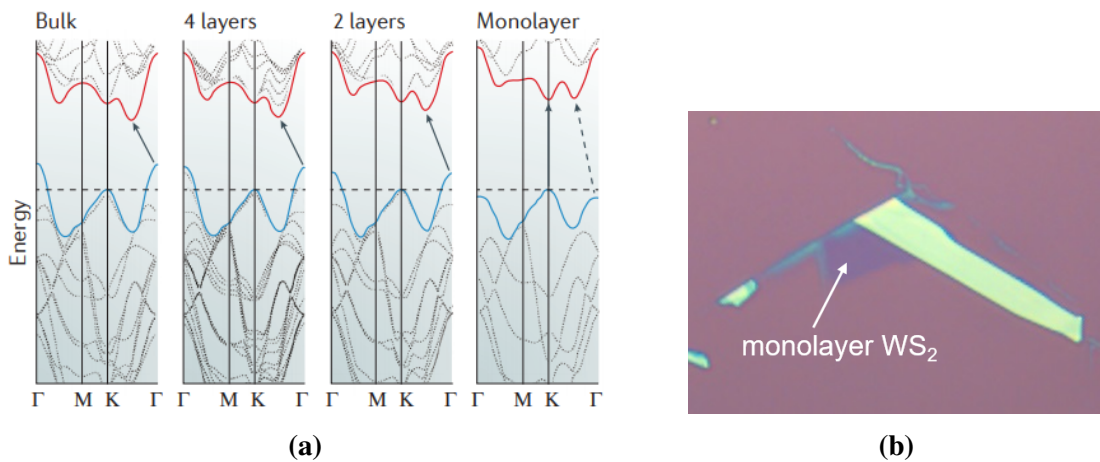 Bulk
4 layers
2 layers
Monolayer
Energy
Γ M K Γ
Γ M K Γ
Γ M K Γ
Γ M K Γ
monolayer WS₂
(a)
(b)